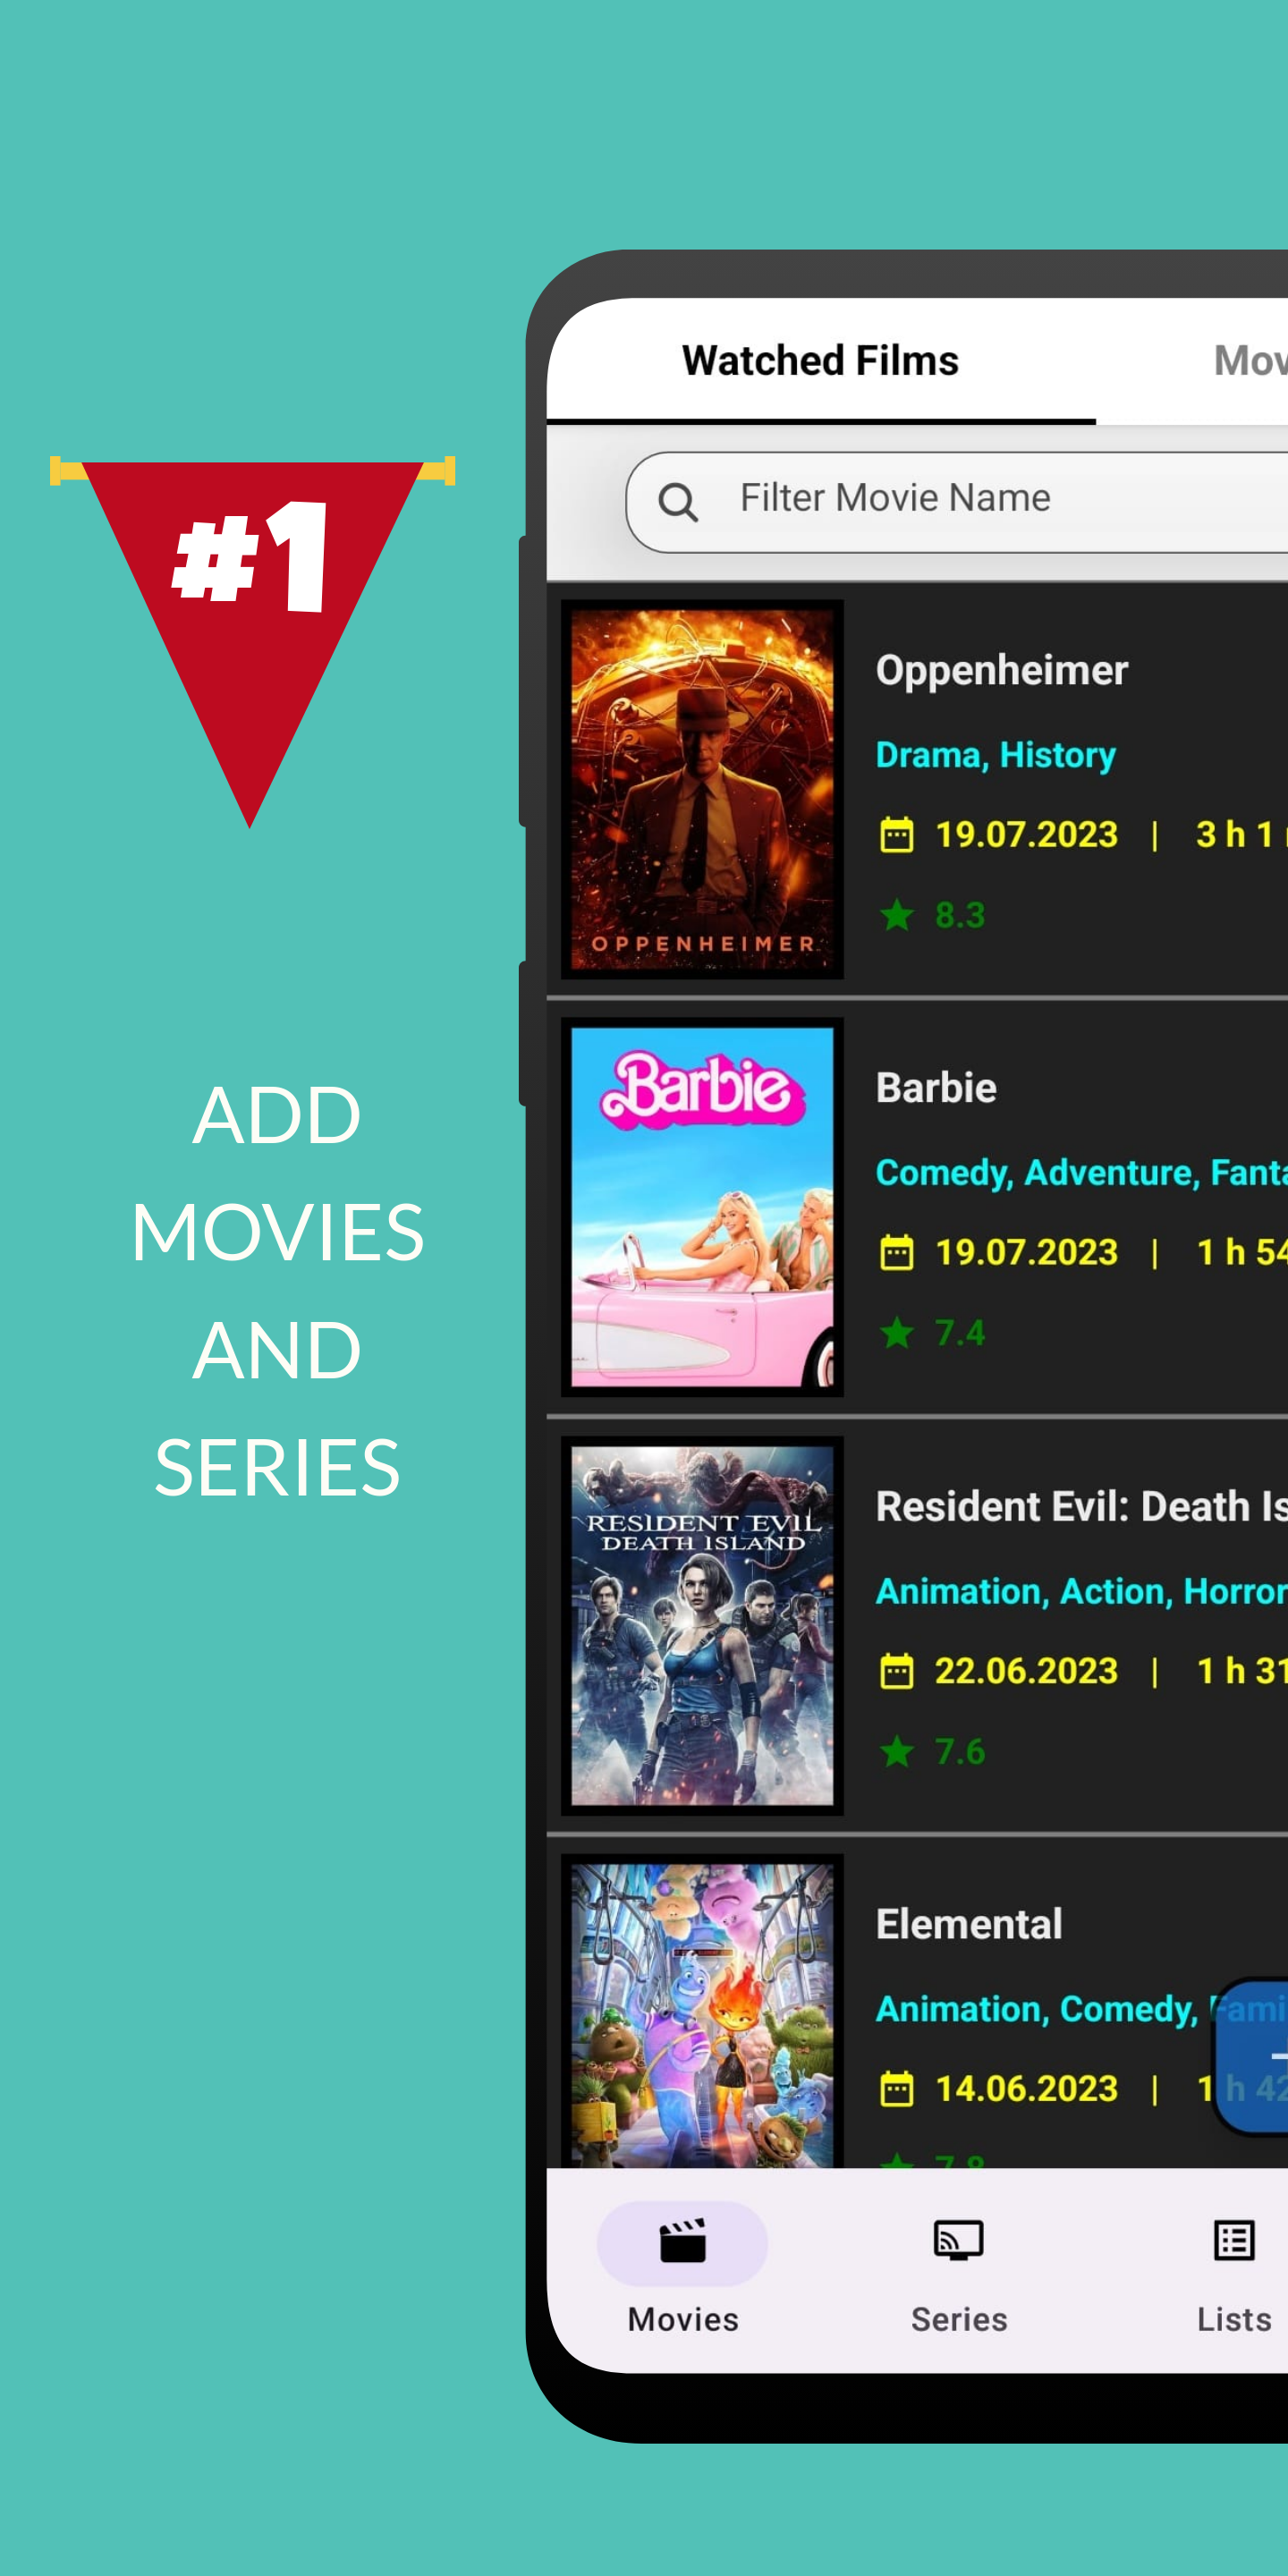 #1
ADD
MOVIES
AND
SERIES
Watched Films
Mov
Filter Movie Name
OPPENHEIMER
Oppenheimer
Drama, History
19.07.2023 | 3 h 1
8.3
Barbie
Barbie
Comedy, Adventure, Fanta
19.07.2023 | 1 h 54
7.4
RESIDENT EVIL
DEATH ISLAND
Resident Evil: Death Is
Animation, Action, Horror
22.06.2023 | 1 h 31
7.6
Elemental
Animation, Comedy, Fami
14.06.2023 | 1 h 42
7.8
Movies
Series
Lists